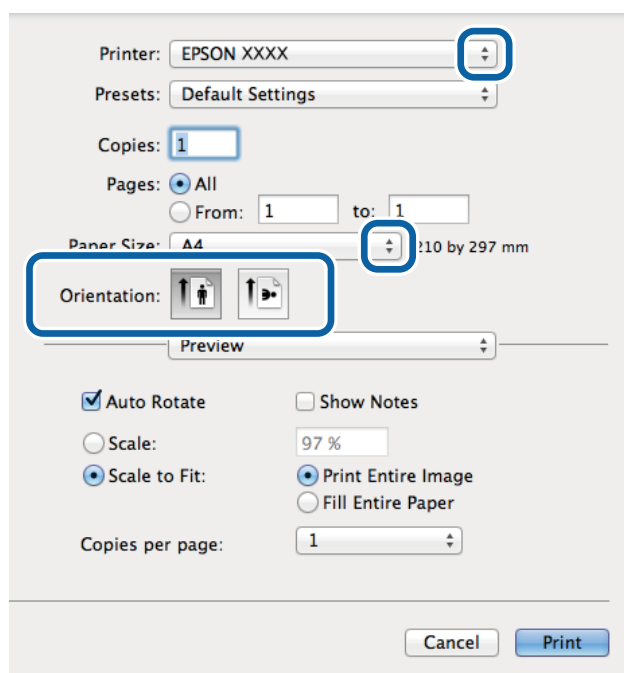 Printer: EPSON XXXX
Presets: Default Settings
Copies: 1
Pages: All
From: 1 to: 1
Paper Size: A4 210 by 297 mm
Orientation:
Preview
Auto Rotate Show Notes
Scale: 97 %
Scale to Fit: Print Entire Image
Fill Entire Paper
Copies per page: 1
Cancel Print